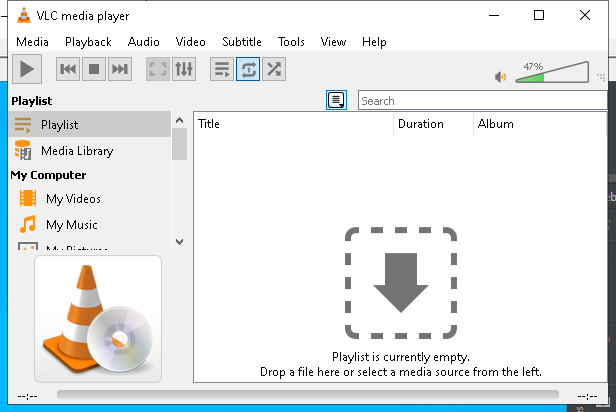 VLC media player
Media Playback Audio Video Subtitle Tools View Help
47%
Playlist
Search
Playlist
Media Library
My Computer
My Videos
My Music
My Pictures
Title Duration Album
Playlist is currently empty.
Drop a file here or select a media source from the left.
--:-- --:--